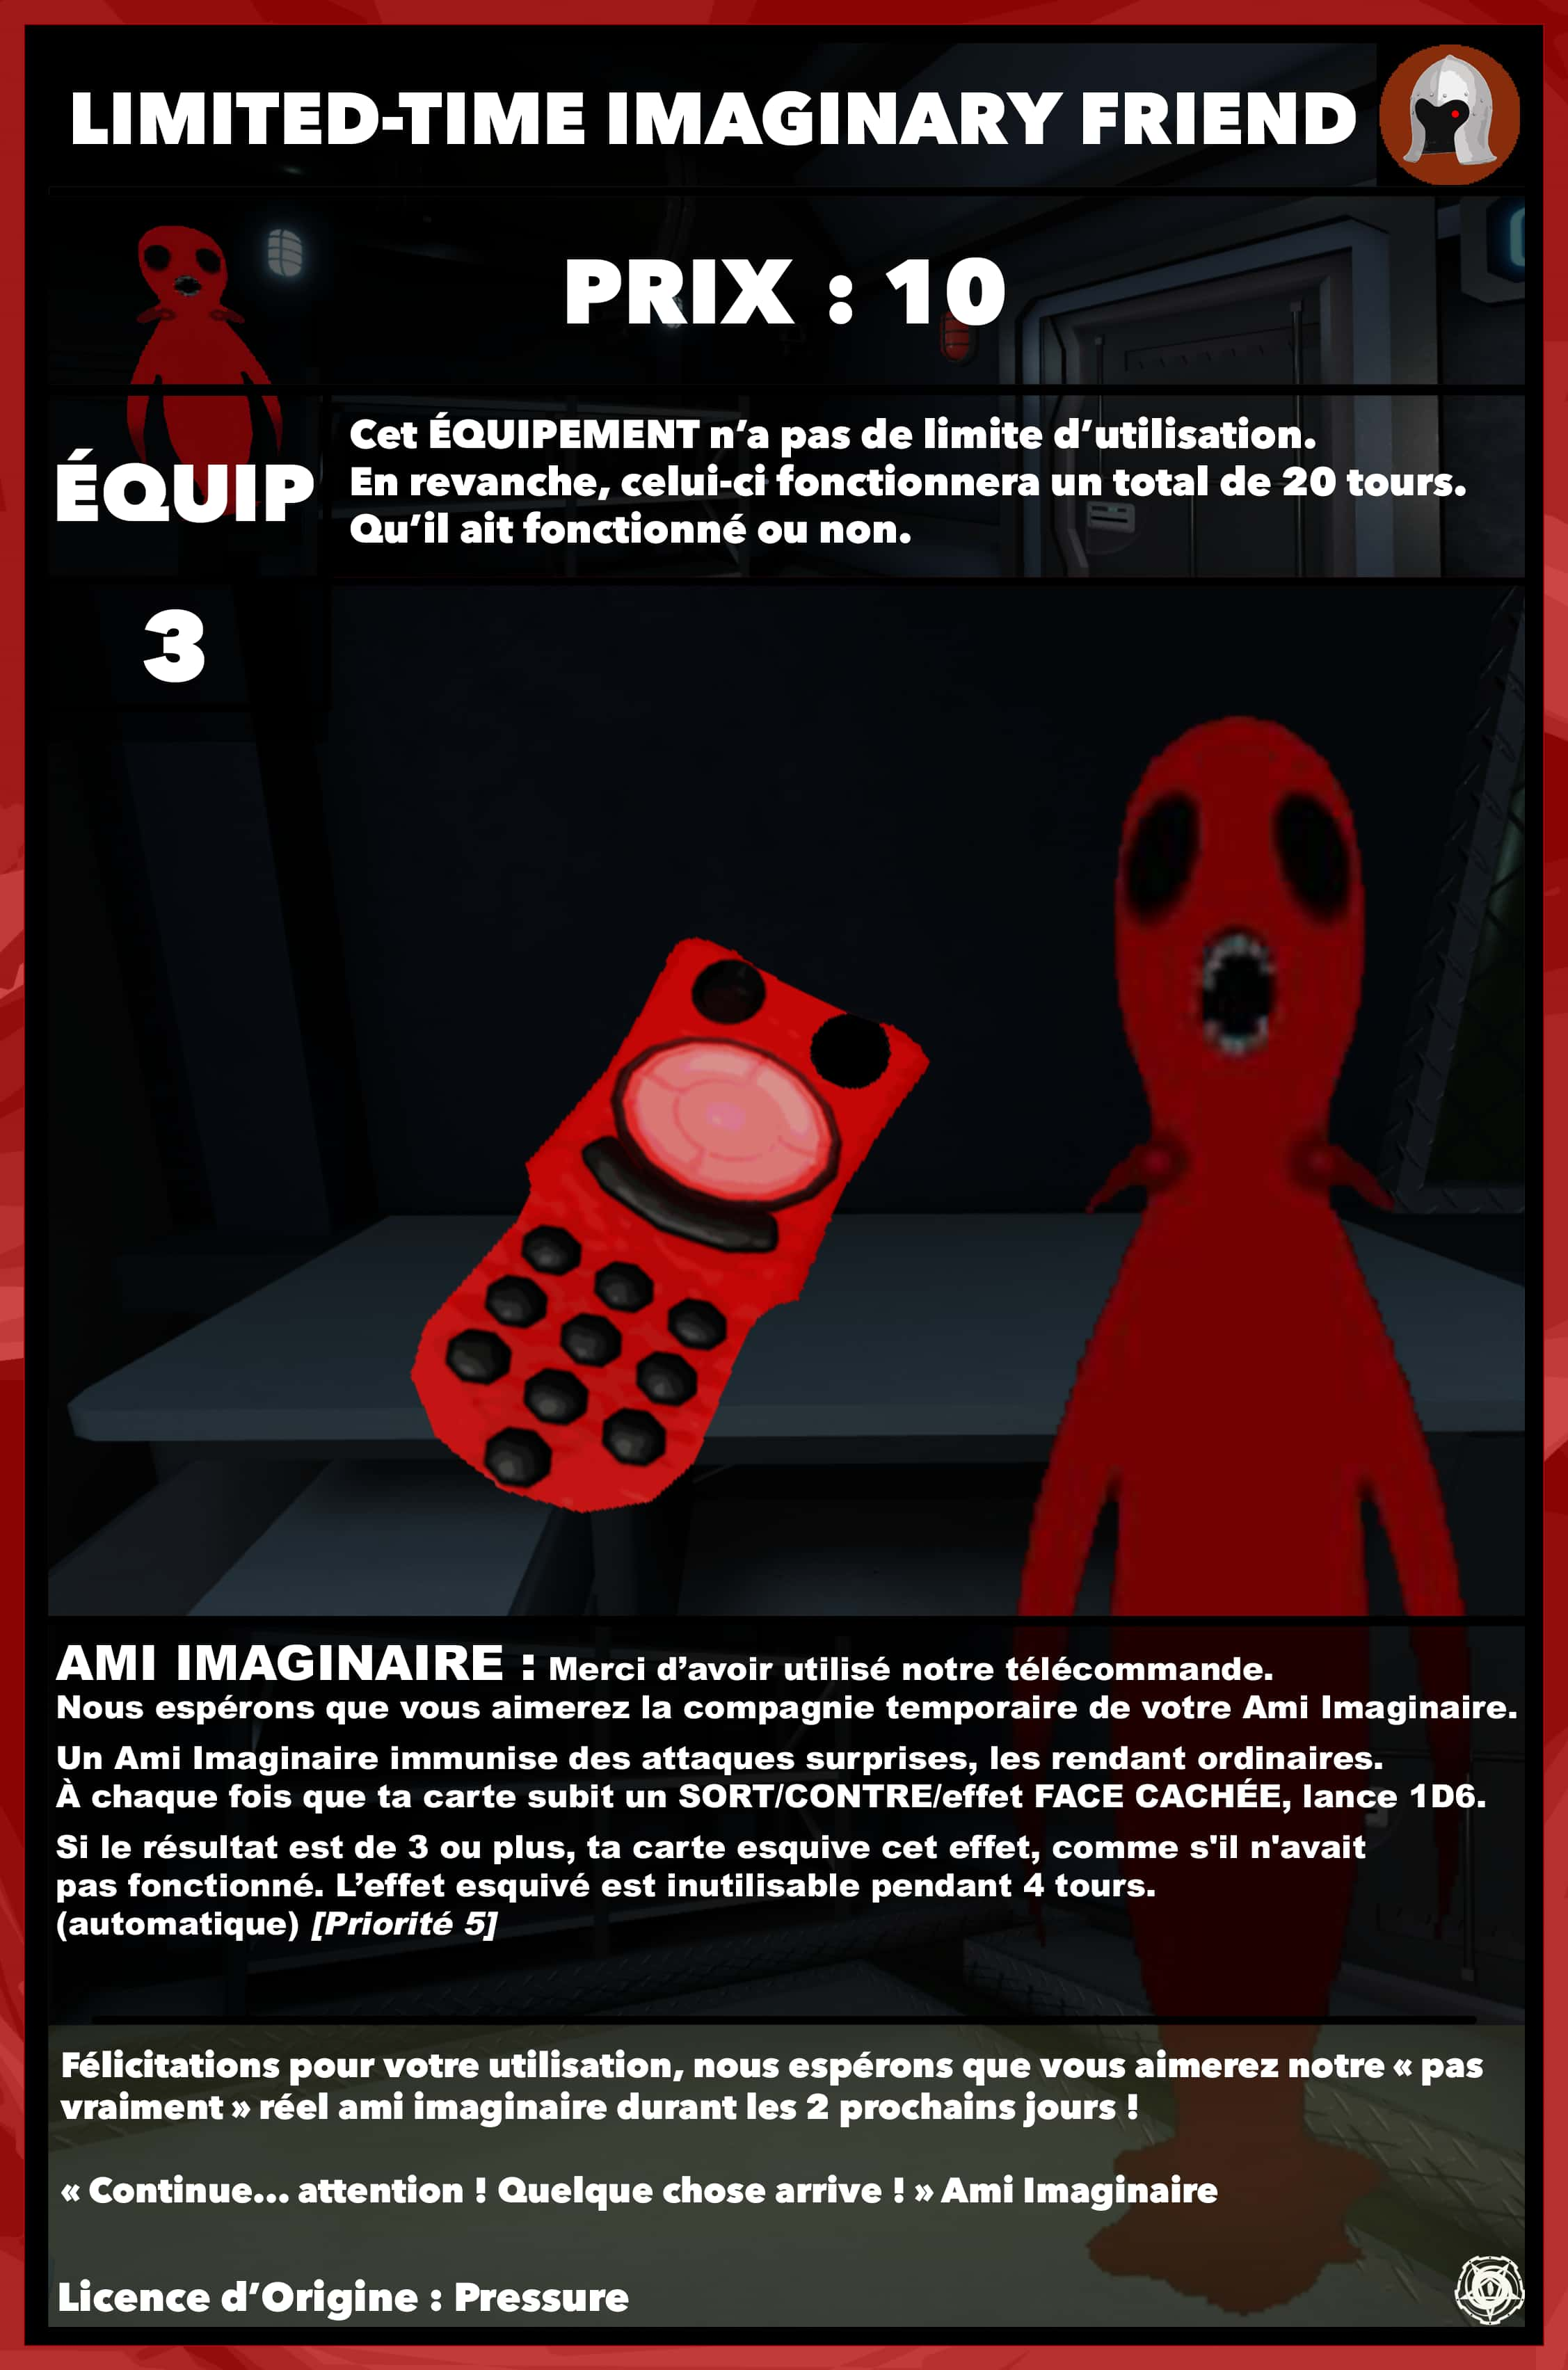 LIMITED-TIME IMAGINARY FRIEND
PRIX : 10
ÉQUIP
Cet ÉQUIPEMENT n’a pas de limite d’utilisation.
En revanche, celui-ci fonctionnera un total de 20 tours.
Qu’il ait fonctionné ou non.
3
AMI IMAGINAIRE : Merci d’avoir utilisé notre télécommande.
Nous espérons que vous aimerez la compagnie temporaire de votre Ami Imaginaire.
Un Ami Imaginaire immunise des attaques surprises, les rendant ordinaires.
À chaque fois que ta carte subit un SORT/CONTRE/effet FACE CACHÉE, lance 1D6.
Si le résultat est de 3 ou plus, ta carte esquive cet effet, comme s'il n'avait
pas fonctionné. L’effet esquivé est inutilisable pendant 4 tours.
(automatique) [Priorité 5]
Félicitations pour votre utilisation, nous espérons que vous aimerez notre « pas
vraiment » réel ami imaginaire durant les 2 prochains jours !
« Continue... attention ! Quelque chose arrive ! » Ami Imaginaire
Licence d’Origine : Pressure